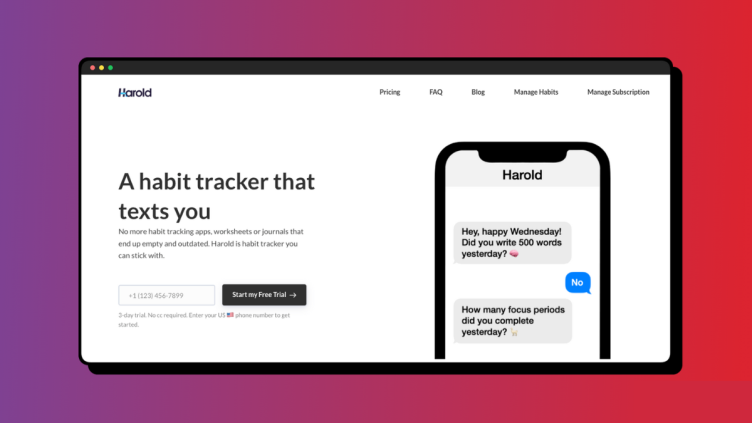 Harold
Pricing
FAQ
Blog
Manage Habits
Manage Subscription
A habit tracker that
texts you
No more habit tracking apps, worksheets or journals that
end up empty and outdated. Harold is habit tracker you
can stick with.
+1 (123) 456-7899
Start my Free Trial →
3-day trial. No cc required. Enter your US 🇺🇸 phone number to get
started.
Harold
Hey, happy Wednesday!
Did you write 500 words
yesterday? 🧠
No
How many focus periods
did you complete
yesterday?